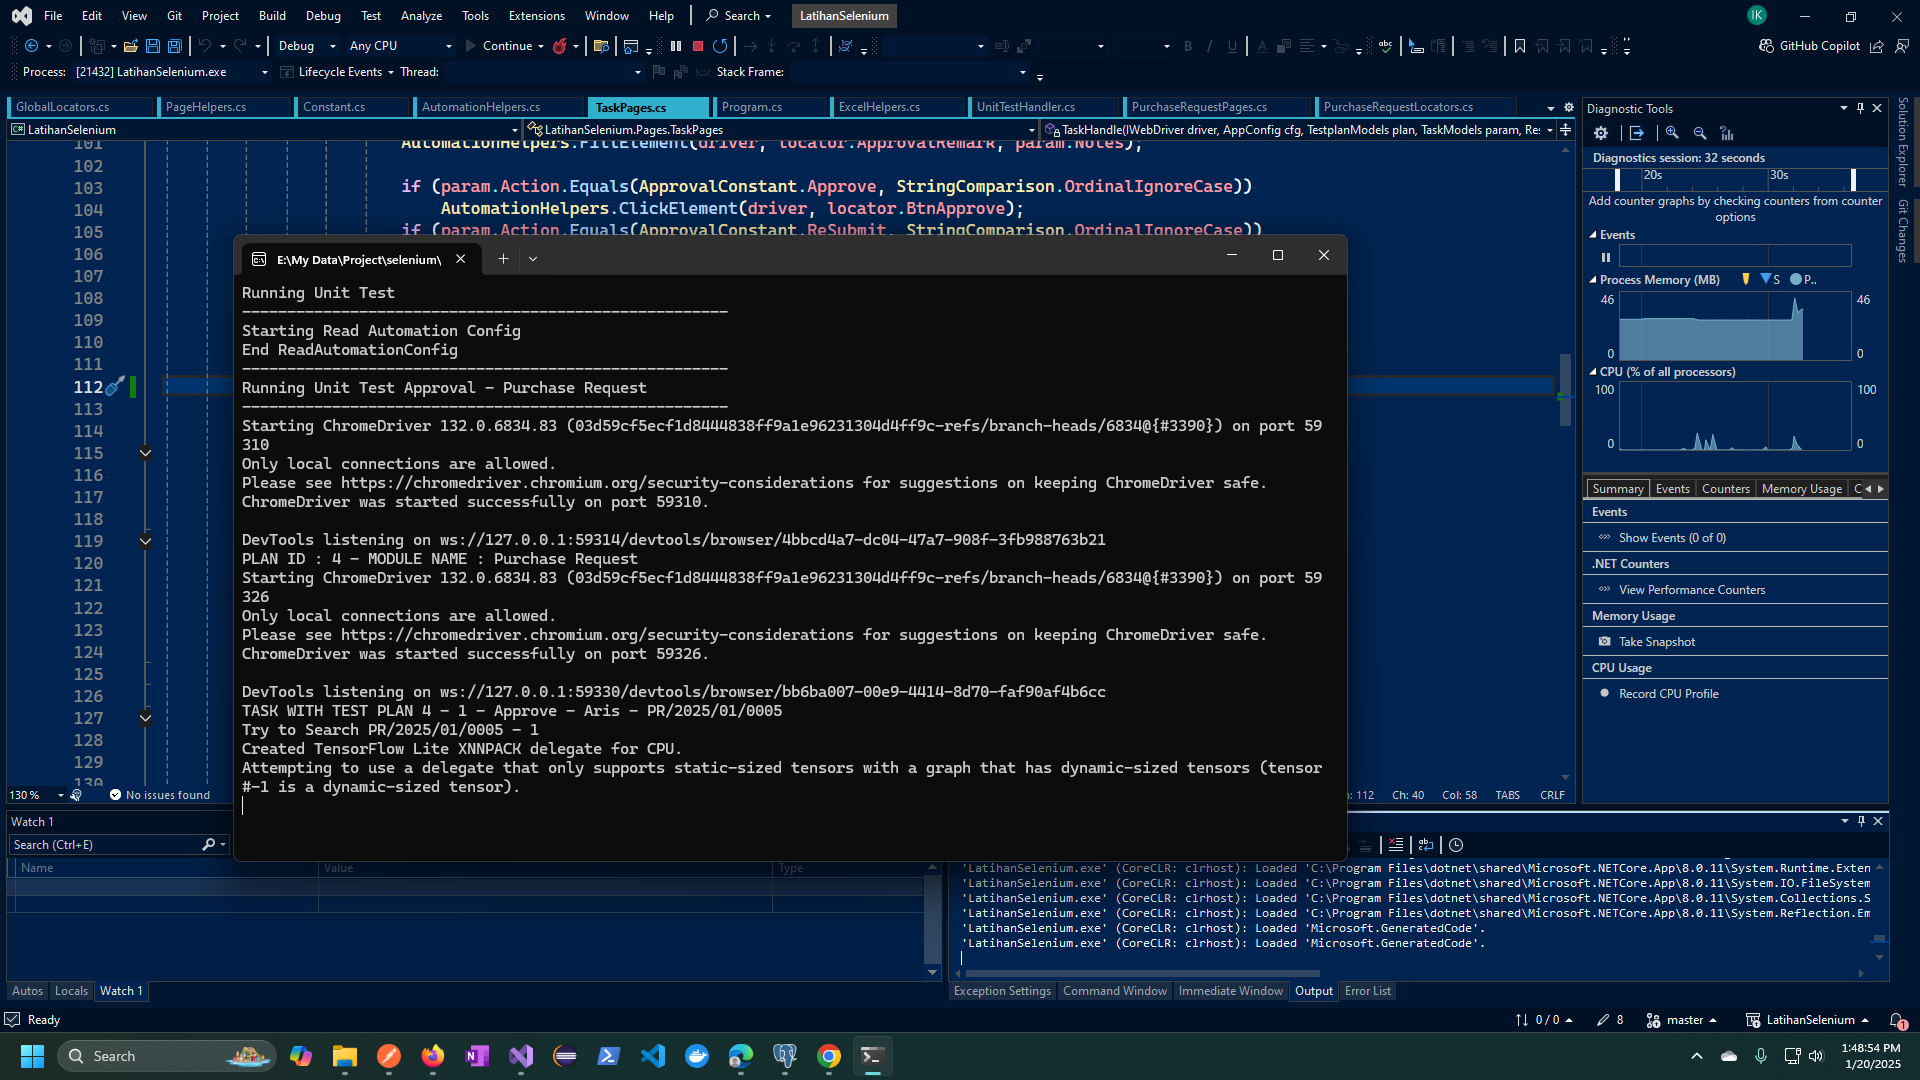 File Edit View Git Project Build Debug Test Analyze Tools Extensions Window Help Search LatihanSelenium IK
Debug Any CPU Continue GitHub Copilot
Process: [21432] LatihanSelenium.exe Lifecycle Events Thread: Stack Frame:
GlobalLocators.cs PageHelpers.cs Constant.cs AutomationHelpers.cs TaskPages.cs Program.cs ExcelHelpers.cs UnitTestHandler.cs PurchaseRequestPages.cs PurchaseRequestLocators.cs
LatihanSelenium LatihanSelenium.Pages.TaskPages TaskHandle(IWebDriver driver, AppConfig cfg, TestplanModels plan, TaskModels param, Re:
101 AutomationHelpers.FillElement(driver, locator.ApprovalRemark, param.Notes);
102
103 if (param.Action.Equals(ApprovalConstant.Approve, StringComparison.OrdinalIgnoreCase))
104 AutomationHelpers.ClickElement(driver, locator.BtnApprove);
105 if (param.Action.Equals(ApprovalConstant.ReSubmit, StringComparison.OrdinalIgnoreCase))
106
107
108
109
110
111
112
113
114
115
116
117
118
119
120
121
122
123
124
125
126
127
128
129
130
E:\My Data\Project\selenium\
Running Unit Test
------------------------------------------------------
Starting Read Automation Config
End ReadAutomationConfig
------------------------------------------------------
Running Unit Test Approval - Purchase Request
------------------------------------------------------
Starting ChromeDriver 132.0.6834.83 (03d59cf5ecf1d8444838ff9a1e96231304d4ff9c-refs/branch-heads/6834@{#3390}) on port 59
310
Only local connections are allowed.
Please see https://chromedriver.chromium.org/security-considerations for suggestions on keeping ChromeDriver safe.
ChromeDriver was started successfully on port 59310.
DevTools listening on ws://127.0.0.1:59314/devtools/browser/4bbcd4a7-dc04-47a7-908f-3fb988763b21
PLAN ID : 4 - MODULE NAME : Purchase Request
Starting ChromeDriver 132.0.6834.83 (03d59cf5ecf1d8444838ff9a1e96231304d4ff9c-refs/branch-heads/6834@{#3390}) on port 59
326
Only local connections are allowed.
Please see https://chromedriver.chromium.org/security-considerations for suggestions on keeping ChromeDriver safe.
ChromeDriver was started successfully on port 59326.
DevTools listening on ws://127.0.0.1:59330/devtools/browser/bb6ba007-00e9-4414-8d70-faf90af4b6cc
TASK WITH TEST PLAN 4 - 1 - Approve - Aris - PR/2025/01/0005
Try to Search PR/2025/01/0005 - 1
Created TensorFlow Lite XNNPACK delegate for CPU.
Attempting to use a delegate that only supports static-sized tensors with a graph that has dynamic-sized tensors (tensor
#-1 is a dynamic-sized tensor).
130 % No issues found 112 Ch: 40 Col: 58 TABS CRLF
Diagnostic Tools
Diagnostics session: 32 seconds
20s 30s
Add counter graphs by checking counters from counter
options
Events
Process Memory (MB) S P..
46 46
0 0
CPU (% of all processors)
100 100
0 0
Summary Events Counters Memory Usage C
Events
Show Events (0 of 0)
.NET Counters
View Performance Counters
Memory Usage
Take Snapshot
CPU Usage
Record CPU Profile
Solution Explorer
Git Changes
Watch 1
Search (Ctrl+E)
Name Value Type
Autos Locals Watch 1
'LatihanSelenium.exe' (CoreCLR: clrhost): Loaded 'C:\Program Files\dotnet\shared\Microsoft.NETCore.App\8.0.11\System.Runtime.Exten
'LatihanSelenium.exe' (CoreCLR: clrhost): Loaded 'C:\Program Files\dotnet\shared\Microsoft.NETCore.App\8.0.11\System.IO.FileSystem
'LatihanSelenium.exe' (CoreCLR: clrhost): Loaded 'C:\Program Files\dotnet\shared\Microsoft.NETCore.App\8.0.11\System.Collections.S
'LatihanSelenium.exe' (CoreCLR: clrhost): Loaded 'C:\Program Files\dotnet\shared\Microsoft.NETCore.App\8.0.11\System.Reflection.Em
'LatihanSelenium.exe' (CoreCLR: clrhost): Loaded 'Microsoft.GeneratedCode'.
'LatihanSelenium.exe' (CoreCLR: clrhost): Loaded 'Microsoft.GeneratedCode'.
Exception Settings Command Window Immediate Window Output Error List
Ready 0 / 0 8 master LatihanSelenium 1
Search 1:48:54 PM
1/20/2025